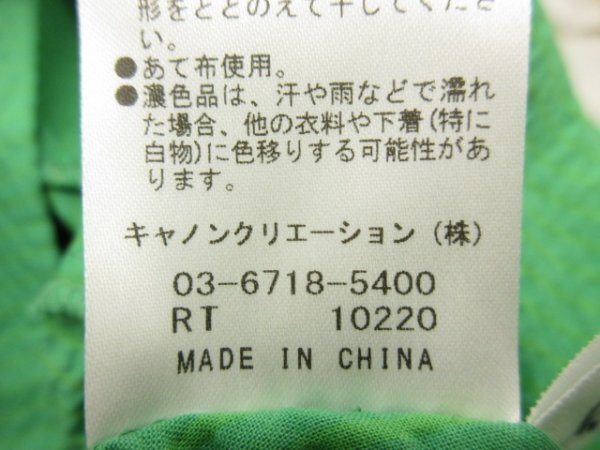 形をととのえて干してくださ
い。
●あて布使用。
●濃色品は、汗や雨などで濡れ
た場合、他の衣料や下着(特に
白物)に色移りする可能性があ
ります。
キャノンクリエーション(株)
03-6718-5400
RT 10220
MADE IN CHINA